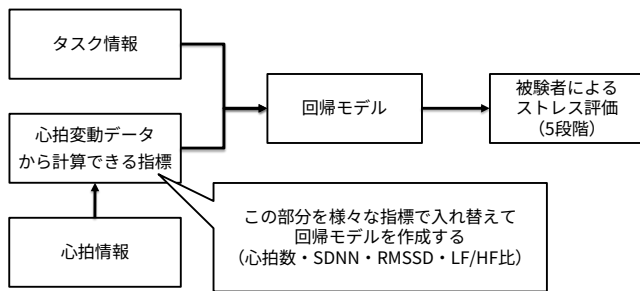 タスク情報
心拍変動データ
から計算できる指標
心拍情報
回帰モデル
被験者による
ストレス評価
(5段階)
この部分を様々な指標で入れ替えて
回帰モデルを作成する
(心拍数・SDNN・RMSSD・LF/HF比)